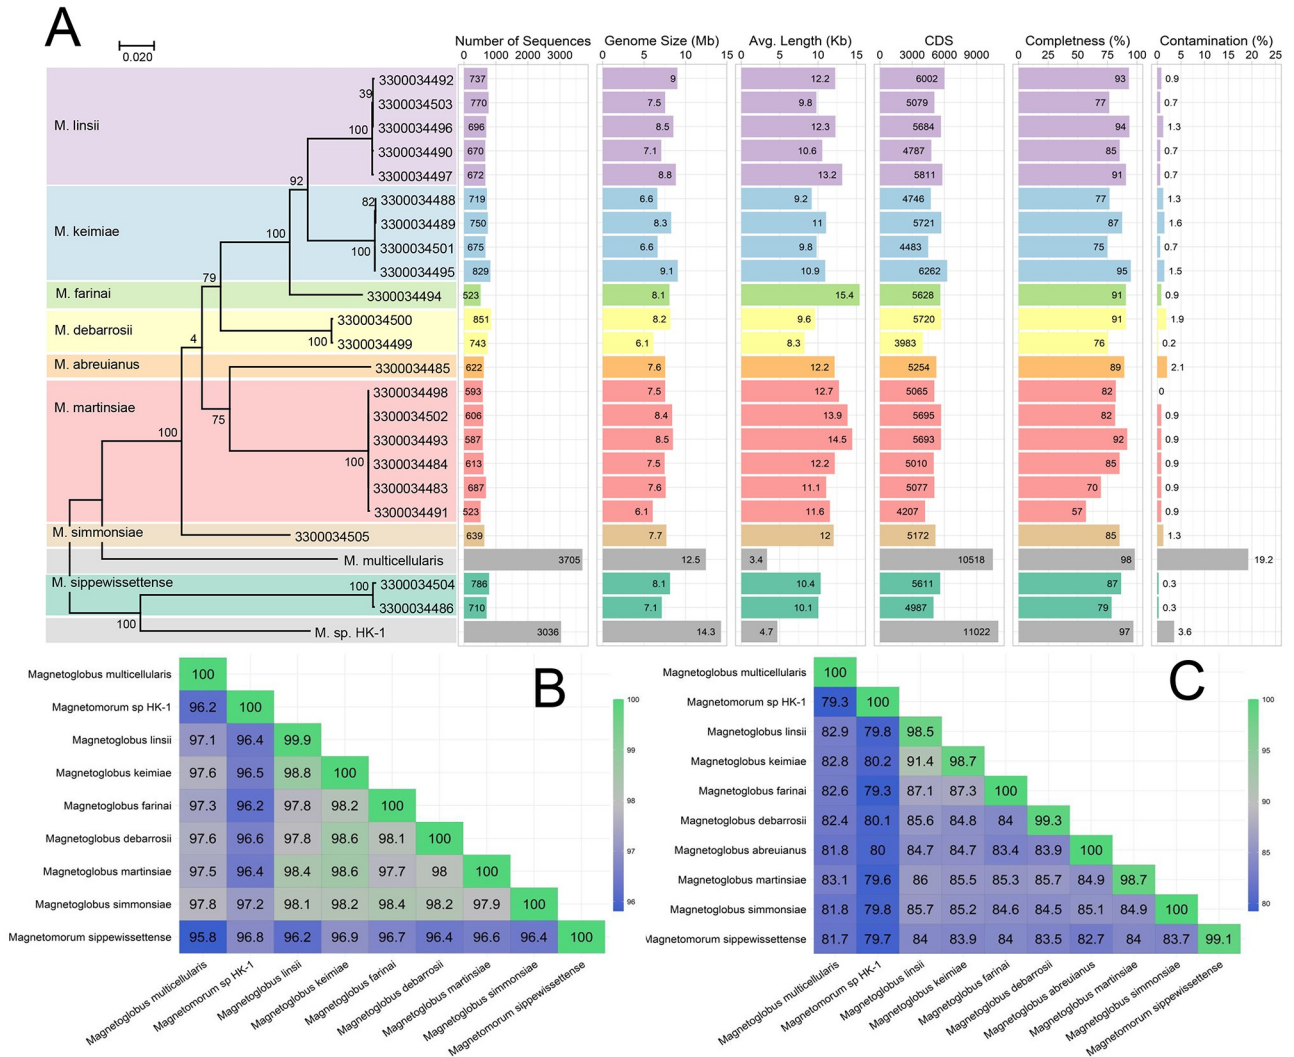 A
0.020
Number of Sequences Genome Size (Mb) Avg. Length (Kb) CDS Completness (%) Contamination (%)
0 1000 2000 3000 0 5 10 15 0 5 10 15 0 3000 6000 9000 0 25 50 75 100 0 5 10 15 20 25
3300034492 737 9 12.2 6002 93 0.9
39
3300034503 770 7.5 9.8 5079 77 0.7
M. linsii 100 3300034496 696 8.5 12.3 5684 94 1.3
3300034490 670 7.1 10.6 4787 85 0.7
3300034497 672 8.8 13.2 5811 91 0.7
92
82 3300034488 719 6.6 9.2 4746 77 1.3
3300034489 750 8.3 11 5721 87 1.6
M. keimiae 100
100 3300034501 675 6.6 9.8 4483 75 0.7
3300034495 829 9.1 10.9 6262 95 1.5
79
M. farinai 3300034494 523 8.1 15.4 5628 91 0.9
3300034500 851 8.2 9.6 5720 91 1.9
M. debarrosii
4 100 3300034499 743 6.1 8.3 3983 76 0.2
M. abreuianus 3300034485 622 7.6 12.2 5254 89 2.1
3300034498 593 7.5 12.7 5065 82 0
M. martinsiae
75 3300034502 606 8.4 13.9 5695 82 0.9
100 3300034493 587 8.5 14.5 5693 92 0.9
100 3300034484 613 7.5 12.2 5010 85 0.9
3300034483 687 7.6 11.1 5077 70 0.9
3300034491 523 6.1 11.6 4207 57 0.9
M. simmonsiae 3300034505 639 7.7 12 5172 85 1.3
M. multicellularis 3705 12.5 3.4 10518 98 19.2
M. sippewissettense 100 3300034504 786 8.1 10.4 5611 87 0.3
3300034486 710 7.1 10.1 4987 79 0.3
100 M. sp. HK-1 3036 14.3 4.7 11022 97 3.6
B
Magnetoglobus multicellularis 100
Magnetomorum sp HK-1 96.2 100
Magnetoglobus linsii 97.1 96.4 99.9
Magnetoglobus keimiae 97.6 96.5 98.8 100
Magnetoglobus farinai 97.3 96.2 97.8 98.2 100
Magnetoglobus debarrosii 97.6 96.6 97.8 98.6 98.1 100
Magnetoglobus martinsiae 97.5 96.4 98.4 98.6 97.7 98 100
Magnetoglobus simmonsiae 97.8 97.2 98.1 98.2 98.4 98.2 97.9 100
Magnetomorum sippewissettense 95.8 96.8 96.2 96.9 96.7 96.4 96.6 96.4 100
Magnetoglobus multicellularis
Magnetomorum sp HK-1
Magnetoglobus linsii
Magnetoglobus keimiae
Magnetoglobus farinai
Magnetoglobus debarrosii
Magnetoglobus martinsiae
Magnetoglobus simmonsiae
Magnetomorum sippewissettense
100
99
98
97
96
C
Magnetoglobus multicellularis 100
Magnetomorum sp HK-1 79.3 100
Magnetoglobus linsii 82.9 79.8 98.5
Magnetoglobus keimiae 82.8 80.2 91.4 98.7
Magnetoglobus farinai 82.6 79.3 87.1 87.3 100
Magnetoglobus debarrosii 82.4 80.1 85.6 84.8 84 99.3
Magnetoglobus abreuianus 81.8 80 84.7 84.7 83.4 83.9 100
Magnetoglobus martinsiae 83.1 79.6 86 85.5 85.3 85.7 84.9 98.7
Magnetoglobus simmonsiae 81.8 79.8 85.7 85.2 84.6 84.5 85.1 84.9 100
Magnetomorum sippewissettense 81.7 79.7 84 83.9 84 83.5 82.7 84 83.7 99.1
Magnetoglobus multicellularis
Magnetomorum sp HK-1
Magnetoglobus linsii
Magnetoglobus keimiae
Magnetoglobus farinai
Magnetoglobus debarrosii
Magnetoglobus abreuianus
Magnetoglobus martinsiae
Magnetoglobus simmonsiae
Magnetomorum sippewissettense
100
95
90
85
80